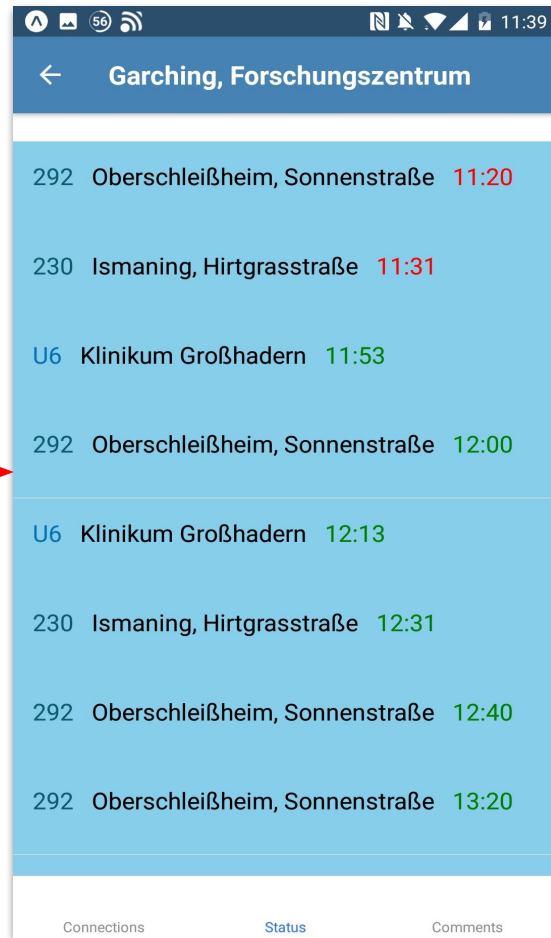 56 11:39
Garching, Forschungszentrum
292 Oberschleißheim, Sonnenstraße 11:20
230 Ismaning, Hirtgrasstraße 11:31
U6 Klinikum Großhadern 11:53
292 Oberschleißheim, Sonnenstraße 12:00
U6 Klinikum Großhadern 12:13
230 Ismaning, Hirtgrasstraße 12:31
292 Oberschleißheim, Sonnenstraße 12:40
292 Oberschleißheim, Sonnenstraße 13:20
Connections Status Comments